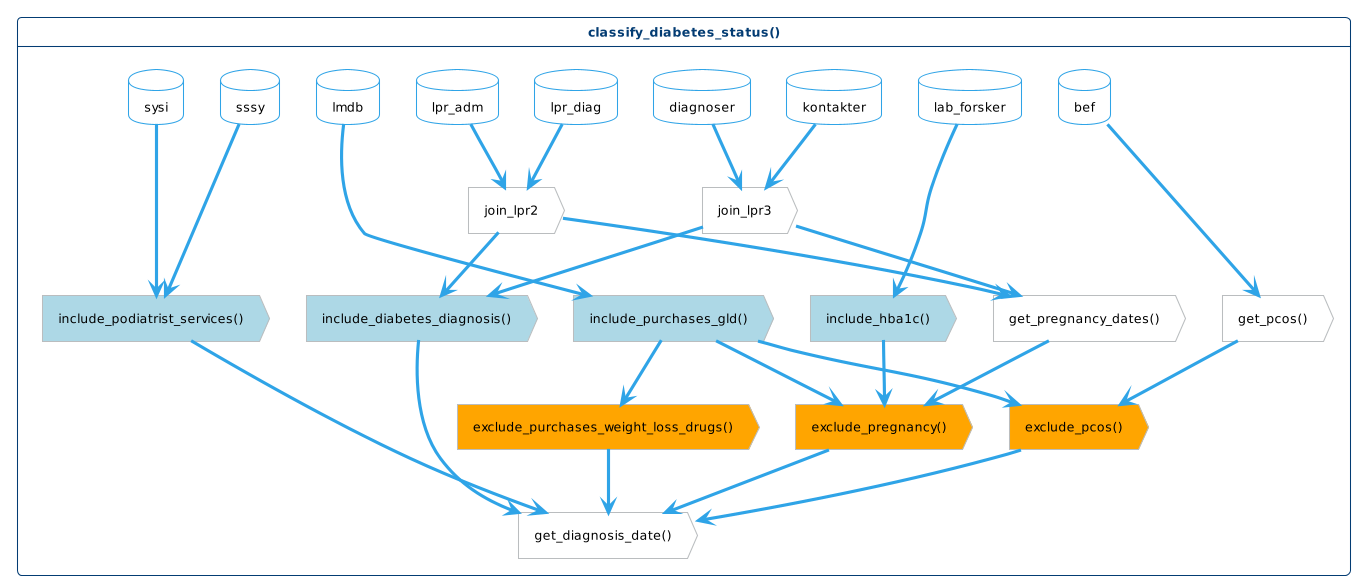 classify_diabetes_status()
sysi
sssy
lmdb
lpr_adm
lpr_diag
diagnoser
kontakter
lab_forsker
bef
join_lpr2
join_lpr3
include_podiatrist_services()
include_diabetes_diagnosis()
include_purchases_gld()
include_hba1c()
get_pregnancy_dates()
get_pcos()
exclude_purchases_weight_loss_drugs()
exclude_pregnancy()
exclude_pcos()
get_diagnosis_date()